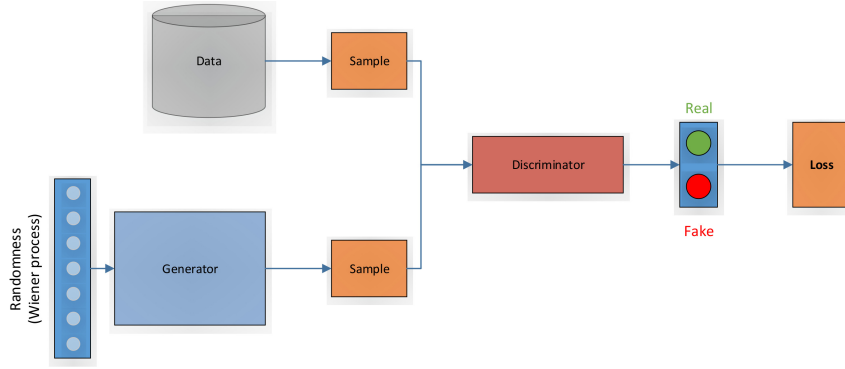 Data
Sample
Real
Discriminator
Loss
Fake
Randomness
(Wiener process)
Generator
Sample